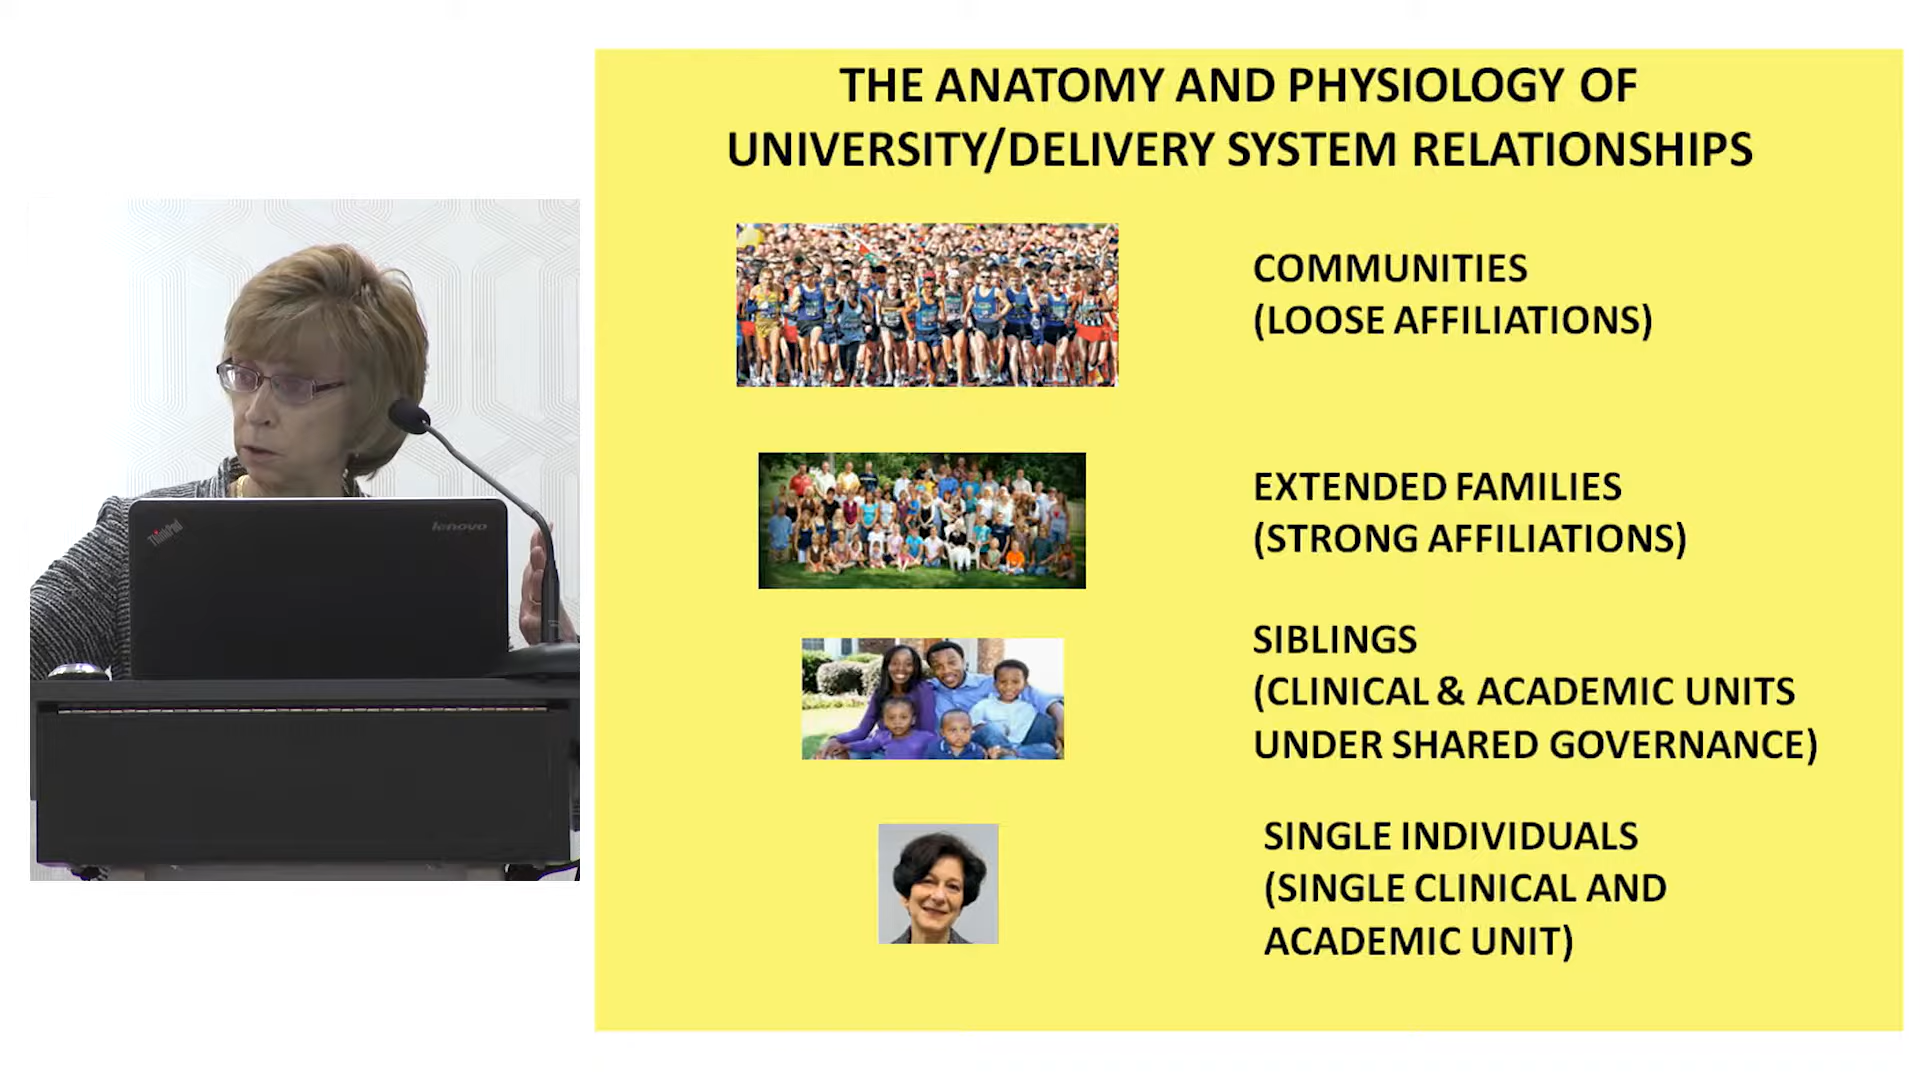 THE ANATOMY AND PHYSIOLOGY OF
UNIVERSITY/DELIVERY SYSTEM RELATIONSHIPS
COMMUNITIES
(LOOSE AFFILIATIONS)
EXTENDED FAMILIES
(STRONG AFFILIATIONS)
SIBLINGS
(CLINICAL & ACADEMIC UNITS
UNDER SHARED GOVERNANCE)
SINGLE INDIVIDUALS
(SINGLE CLINICAL AND
ACADEMIC UNIT)
ThinkPad
lenovo